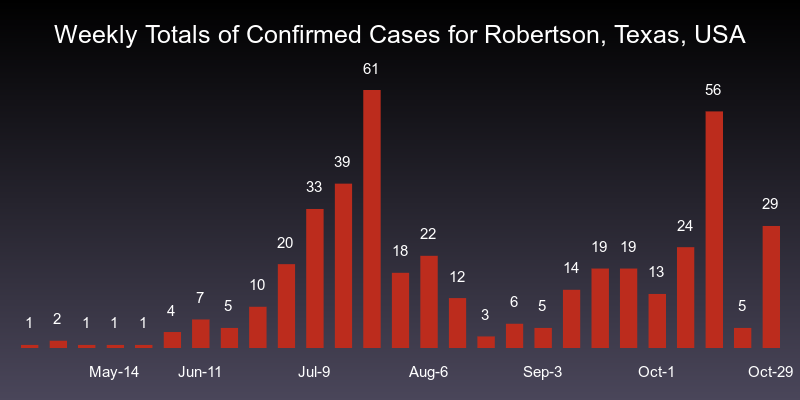 Weekly Totals of Confirmed Cases for Robertson, Texas, USA
1 2 1 1 1 4 7 5 10 20 33 39 61 18 22 12 3 6 5 14 19 19 13 24 56 5 29
May-14 Jun-11 Jul-9 Aug-6 Sep-3 Oct-1 Oct-29